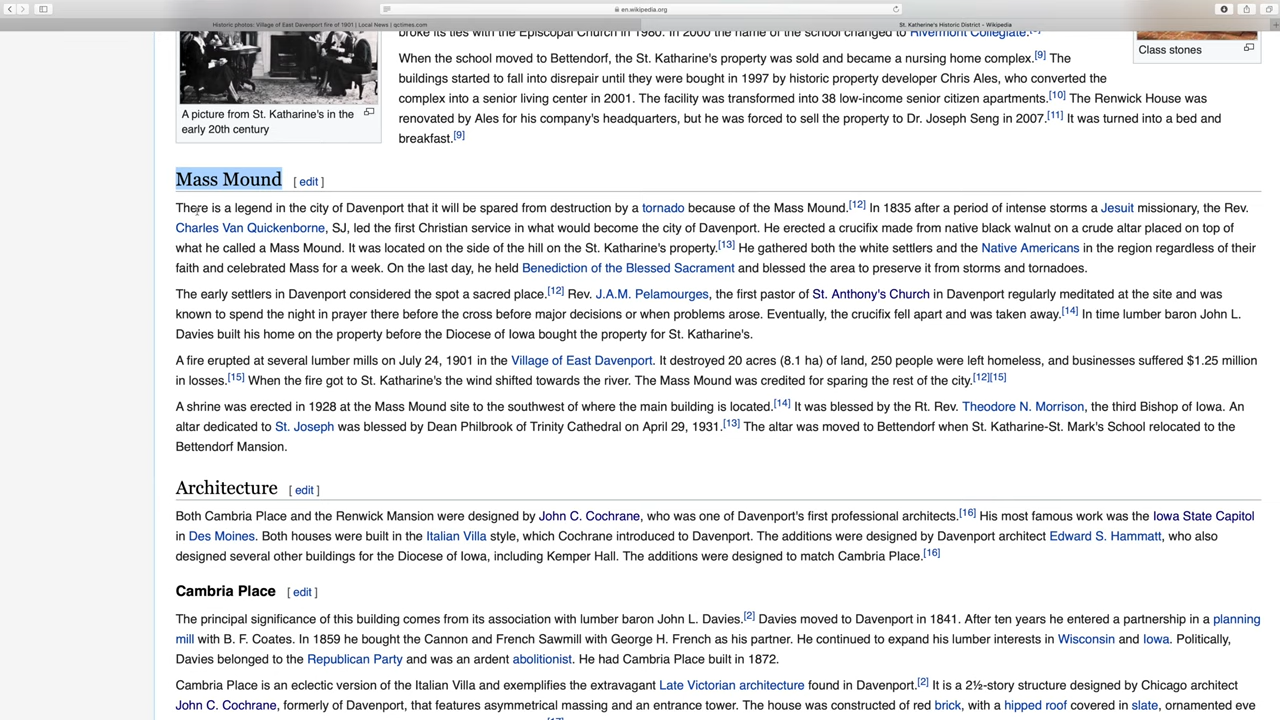 en.wikipedia.org
Historic photos: Village of East Davenport fire of 1901 | Local News | qctimes.com
St. Katherine's Historic District - Wikipedia
broke its ties with the Episcopal Church in 1980. In 2000 the name of the school changed to Rivermont Collegiate.
Class stones
When the school moved to Bettendorf, the St. Katharine's property was sold and became a nursing home complex.[9] The
buildings started to fall into disrepair until they were bought in 1997 by historic property developer Chris Ales, who converted the
complex into a senior living center in 2001. The facility was transformed into 38 low-income senior citizen apartments.[10] The Renwick House was
renovated by Ales for his company's headquarters, but he was forced to sell the property to Dr. Joseph Seng in 2007.[11] It was turned into a bed and
breakfast.[9]
A picture from St. Katharine's in the
early 20th century
Mass Mound [ edit ]
There is a legend in the city of Davenport that it will be spared from destruction by a tornado because of the Mass Mound.[12] In 1835 after a period of intense storms a Jesuit missionary, the Rev.
Charles Van Quickenborne, SJ, led the first Christian service in what would become the city of Davenport. He erected a crucifix made from native black walnut on a crude altar placed on top of
what he called a Mass Mound. It was located on the side of the hill on the St. Katharine's property.[13] He gathered both the white settlers and the Native Americans in the region regardless of their
faith and celebrated Mass for a week. On the last day, he held Benediction of the Blessed Sacrament and blessed the area to preserve it from storms and tornadoes.
The early settlers in Davenport considered the spot a sacred place.[12] Rev. J.A.M. Pelamourges, the first pastor of St. Anthony's Church in Davenport regularly meditated at the site and was
known to spend the night in prayer there before the cross before major decisions or when problems arose. Eventually, the crucifix fell apart and was taken away.[14] In time lumber baron John L.
Davies built his home on the property before the Diocese of Iowa bought the property for St. Katharine's.
A fire erupted at several lumber mills on July 24, 1901 in the Village of East Davenport. It destroyed 20 acres (8.1 ha) of land, 250 people were left homeless, and businesses suffered $1.25 million
in losses.[15] When the fire got to St. Katharine's the wind shifted towards the river. The Mass Mound was credited for sparing the rest of the city.[12][15]
A shrine was erected in 1928 at the Mass Mound site to the southwest of where the main building is located.[14] It was blessed by the Rt. Rev. Theodore N. Morrison, the third Bishop of Iowa. An
altar dedicated to St. Joseph was blessed by Dean Philbrook of Trinity Cathedral on April 29, 1931.[13] The altar was moved to Bettendorf when St. Katharine-St. Mark's School relocated to the
Bettendorf Mansion.
Architecture [ edit ]
Both Cambria Place and the Renwick Mansion were designed by John C. Cochrane, who was one of Davenport's first professional architects.[16] His most famous work was the Iowa State Capitol
in Des Moines. Both houses were built in the Italian Villa style, which Cochrane introduced to Davenport. The additions were designed by Davenport architect Edward S. Hammatt, who also
designed several other buildings for the Diocese of Iowa, including Kemper Hall. The additions were designed to match Cambria Place.[16]
Cambria Place [ edit ]
The principal significance of this building comes from its association with lumber baron John L. Davies.[2] Davies moved to Davenport in 1841. After ten years he entered a partnership in a planning
mill with B. F. Coates. In 1859 he bought the Cannon and French Sawmill with George H. French as his partner. He continued to expand his lumber interests in Wisconsin and Iowa. Politically,
Davies belonged to the Republican Party and was an ardent abolitionist. He had Cambria Place built in 1872.
Cambria Place is an eclectic version of the Italian Villa and exemplifies the extravagant Late Victorian architecture found in Davenport.[2] It is a 2½-story structure designed by Chicago architect
John C. Cochrane, formerly of Davenport, that features asymmetrical massing and an entrance tower. The house was constructed of red brick, with a hipped roof covered in slate, ornamented eve